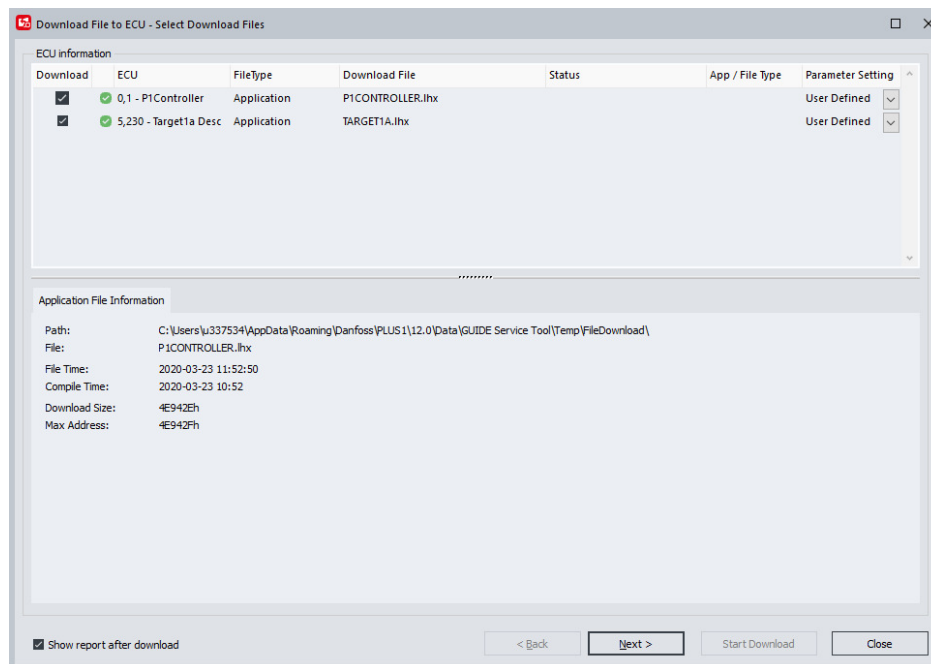 Download File to ECU - Select Download Files
ECU information
Download ECU FileType Download File Status App / File Type Parameter Setting
0,1 - P1Controller Application P1CONTROLLER.lhx User Defined
5,230 - Target1a Desc Application TARGET1A.lhx User Defined
Application File Information
Path: C:\Users\u337534\AppData\Roaming\Danfoss\PLUS1\12.0\Data\GUIDE Service Tool\Temp\FileDownload\
File: P1CONTROLLER.lhx
File Time: 2020-03-23 11:52:50
Compile Time: 2020-03-23 10:52
Download Size: 4E942Eh
Max Address: 4E942Fh
Show report after download < Back Next > Start Download Close